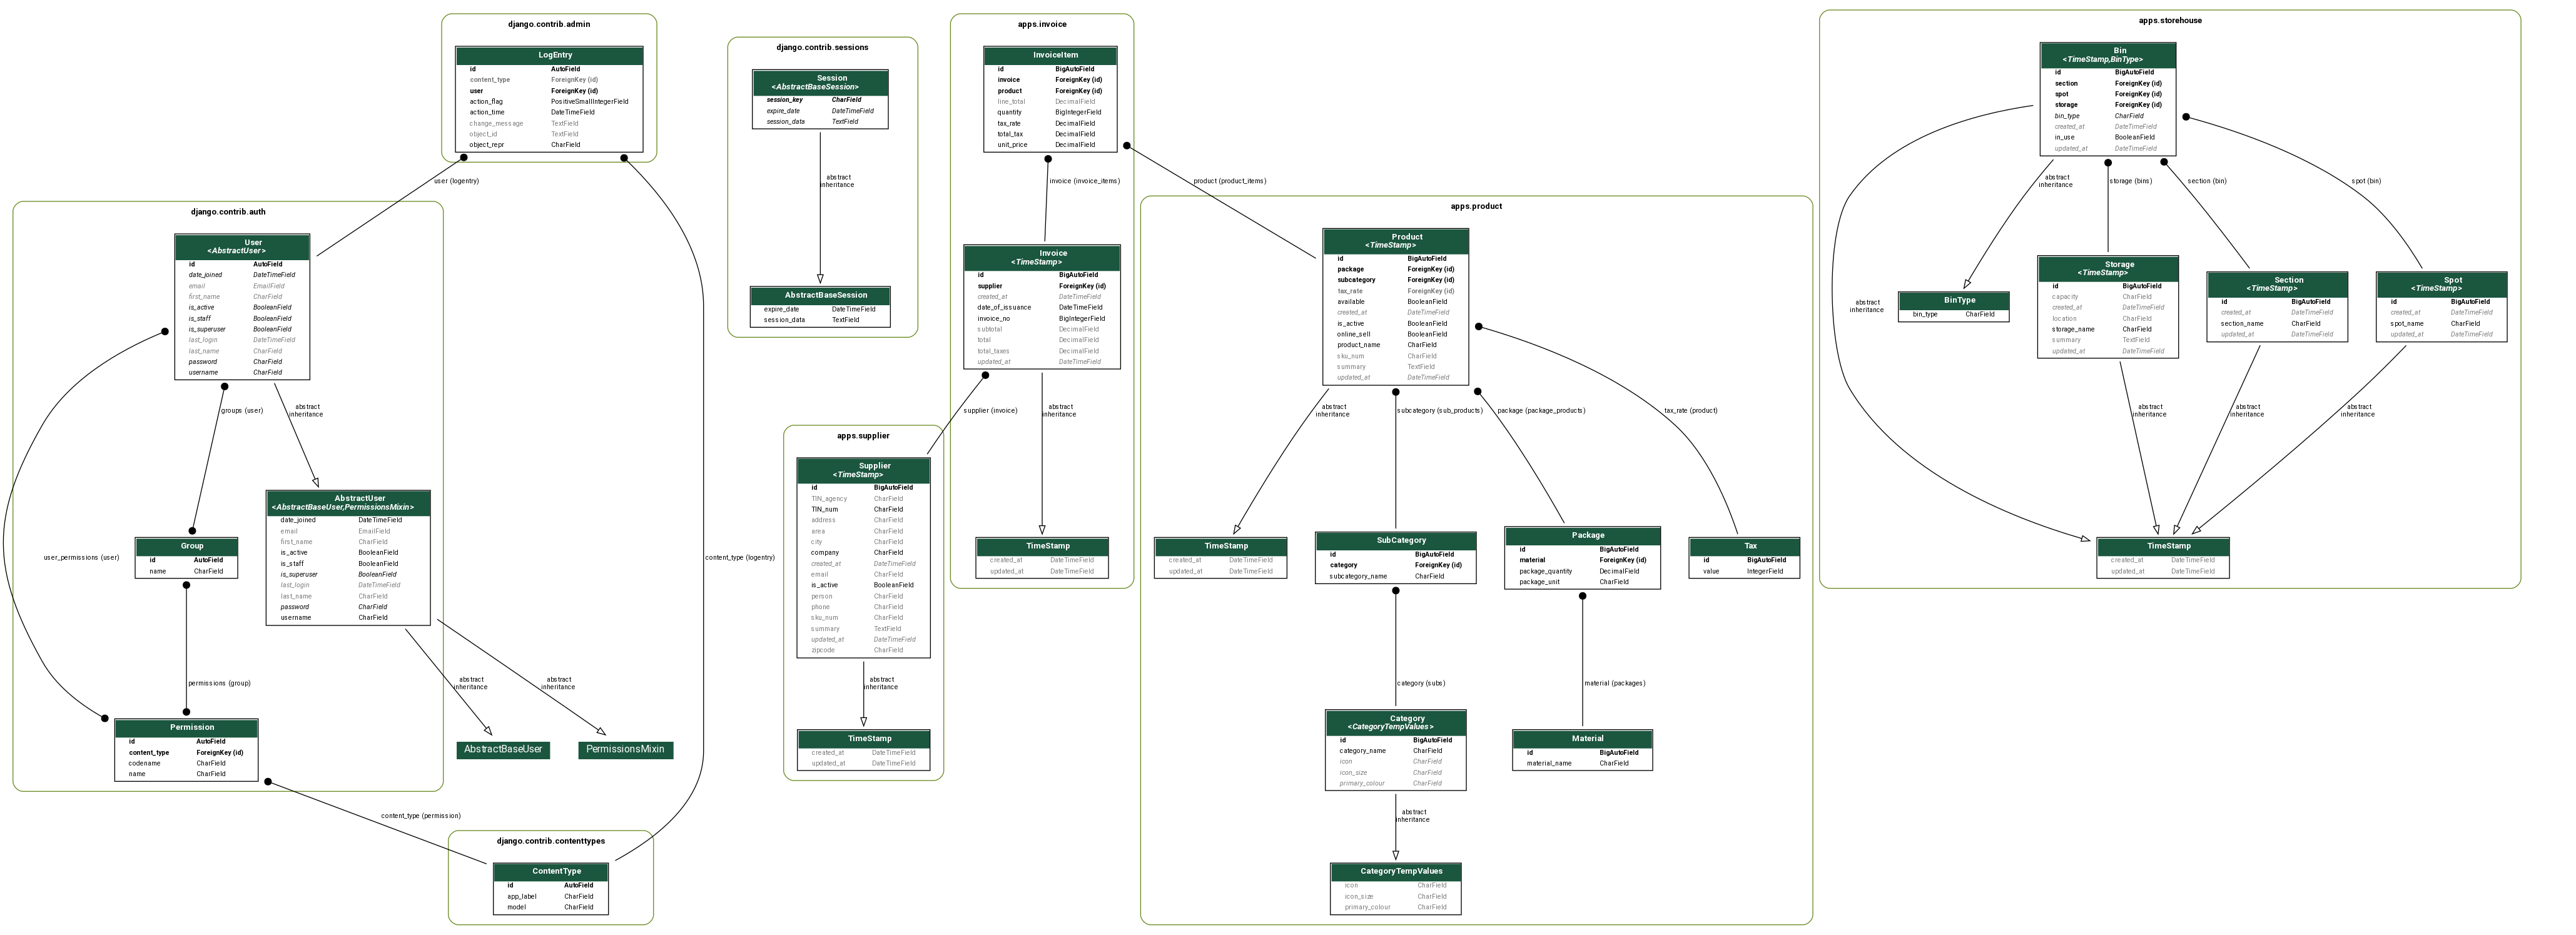 django.contrib.admin
LogEntry
id AutoField
content_type ForeignKey (id)
user ForeignKey (id)
action_flag PositiveSmallIntegerField
action_time DateTimeField
change_message TextField
object_id TextField
object_repr CharField
user (logentry)
content_type (logentry)
django.contrib.auth
User
<AbstractUser>
id AutoField
date_joined DateTimeField
email EmailField
first_name CharField
is_active BooleanField
is_staff BooleanField
is_superuser BooleanField
last_login DateTimeField
last_name CharField
password CharField
username CharField
groups (user)
abstract
inheritance
user_permissions (user)
Group
id AutoField
name CharField
permissions (group)
AbstractUser
<AbstractBaseUser,PermissionsMixin>
date_joined DateTimeField
email EmailField
first_name CharField
is_active BooleanField
is_staff BooleanField
is_superuser BooleanField
last_login DateTimeField
last_name CharField
password CharField
username CharField
abstract
inheritance
abstract
inheritance
AbstractBaseUser
PermissionsMixin
Permission
id AutoField
content_type ForeignKey (id)
codename CharField
name CharField
content_type (permission)
django.contrib.contenttypes
ContentType
id AutoField
app_label CharField
model CharField
django.contrib.sessions
Session
<AbstractBaseSession>
session_key CharField
expire_date DateTimeField
session_data TextField
abstract
inheritance
AbstractBaseSession
expire_date DateTimeField
session_data TextField
apps.invoice
InvoiceItem
id BigAutoField
invoice ForeignKey (id)
product ForeignKey (id)
line_total DecimalField
quantity BigIntegerField
tax_rate DecimalField
total_tax DecimalField
unit_price DecimalField
invoice (invoice_items)
product (product_items)
Invoice
<TimeStamp>
id BigAutoField
supplier ForeignKey (id)
created_at DateTimeField
date_of_issuance DateTimeField
invoice_no BigIntegerField
subtotal DecimalField
total DecimalField
total_taxes DecimalField
updated_at DateTimeField
supplier (invoice)
abstract
inheritance
TimeStamp
created_at DateTimeField
updated_at DateTimeField
apps.supplier
Supplier
<TimeStamp>
id BigAutoField
TIN_agency CharField
TIN_num CharField
address CharField
area CharField
city CharField
company CharField
created_at DateTimeField
email CharField
is_active BooleanField
person CharField
phone CharField
sku_num CharField
summary TextField
updated_at DateTimeField
zipcode CharField
abstract
inheritance
TimeStamp
created_at DateTimeField
updated_at DateTimeField
apps.product
Product
<TimeStamp>
id BigAutoField
package ForeignKey (id)
subcategory ForeignKey (id)
tax_rate ForeignKey (id)
available BooleanField
created_at DateTimeField
is_active BooleanField
online_sell BooleanField
product_name CharField
sku_num CharField
summary TextField
updated_at DateTimeField
abstract
inheritance
subcategory (sub_products)
package (package_products)
tax_rate (product)
TimeStamp
created_at DateTimeField
updated_at DateTimeField
SubCategory
id BigAutoField
category ForeignKey (id)
subcategory_name CharField
Package
id BigAutoField
material ForeignKey (id)
package_quantity DecimalField
package_unit CharField
Tax
id BigAutoField
value IntegerField
category (subs)
material (packages)
Category
<CategoryTempValues>
id BigAutoField
category_name CharField
icon CharField
icon_size CharField
primary_colour CharField
Material
id BigAutoField
material_name CharField
abstract
inheritance
CategoryTempValues
icon CharField
icon_size CharField
primary_colour CharField
apps.storehouse
Bin
<TimeStamp,BinType>
id BigAutoField
section ForeignKey (id)
spot ForeignKey (id)
storage ForeignKey (id)
bin_type CharField
created_at DateTimeField
in_use BooleanField
updated_at DateTimeField
abstract
inheritance
storage (bins)
section (bin)
spot (bin)
abstract
inheritance
BinType
bin_type CharField
Storage
<TimeStamp>
id BigAutoField
capacity CharField
created_at DateTimeField
location CharField
storage_name CharField
summary TextField
updated_at DateTimeField
Section
<TimeStamp>
id BigAutoField
created_at DateTimeField
section_name CharField
updated_at DateTimeField
Spot
<TimeStamp>
id BigAutoField
created_at DateTimeField
spot_name CharField
updated_at DateTimeField
abstract
inheritance
abstract
inheritance
abstract
inheritance
TimeStamp
created_at DateTimeField
updated_at DateTimeField